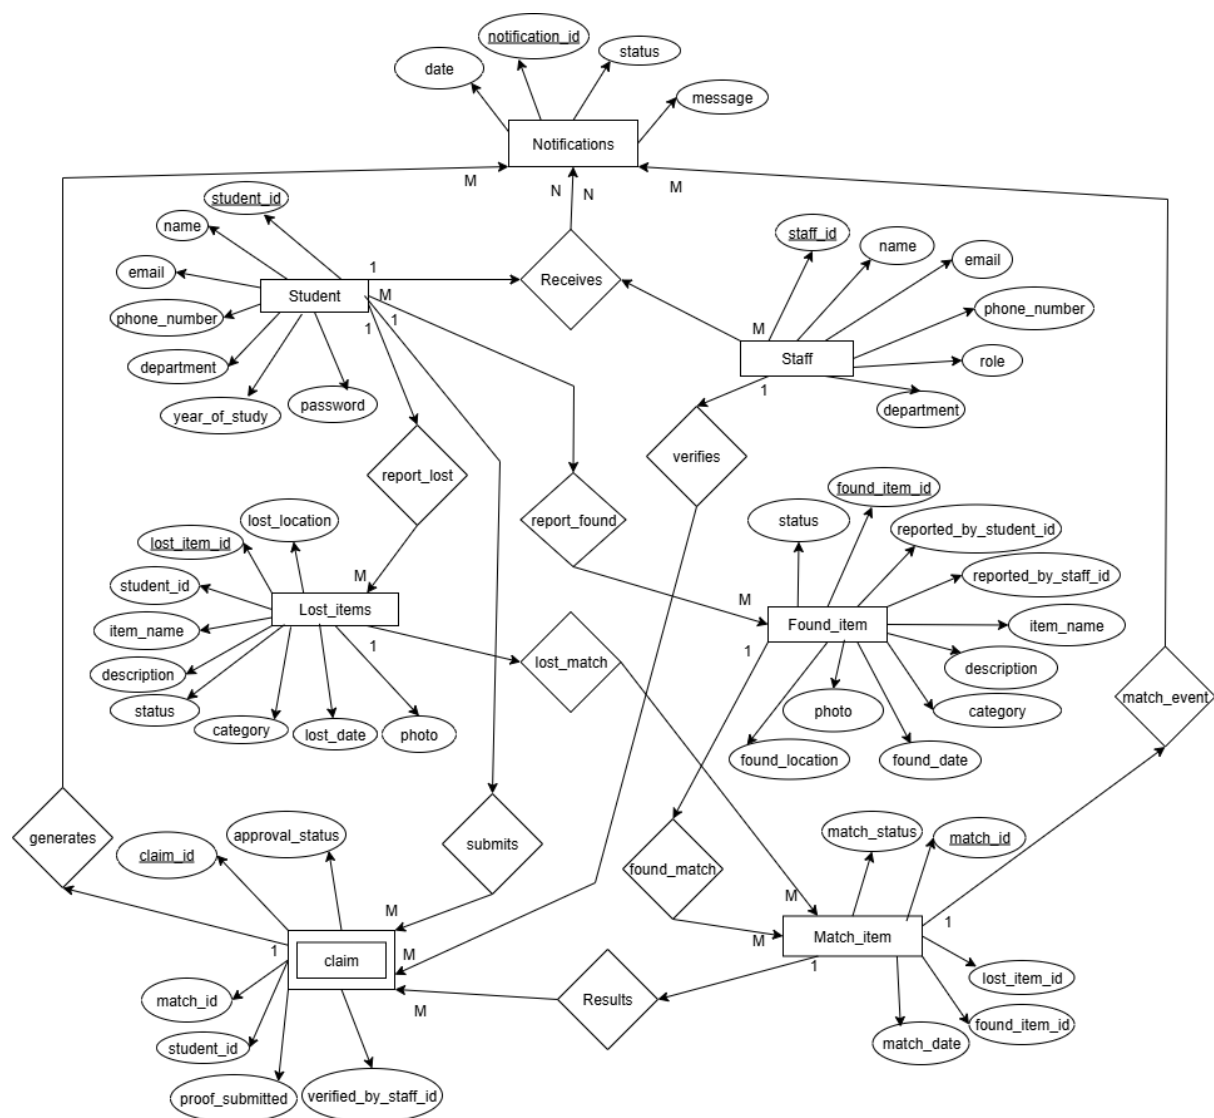 notification_id
status
date
message
Notifications
M
N
N
M
student_id
name
staff_id
name
email
email
1
Receives
Student
M
phone_number
phone_number
1
1
M
Staff
role
department
1
department
password
year_of_study
verifies
report_lost
found_item_id
lost_location
status
report_found
reported_by_student_id
lost_item_id
reported_by_staff_id
M
student_id
M
Lost_items
Found_item
item_name
item_name
1
1
lost_match
description
description
match_event
status
photo
category
category
lost_date
photo
found_location
found_date
approval_status
match_status
match_id
generates
submits
claim_id
found_match
M
M
1
M
Match_item
1
M
claim
1
lost_item_id
match_id
Results
M
found_item_id
student_id
match_date
proof_submitted
verified_by_staff_id